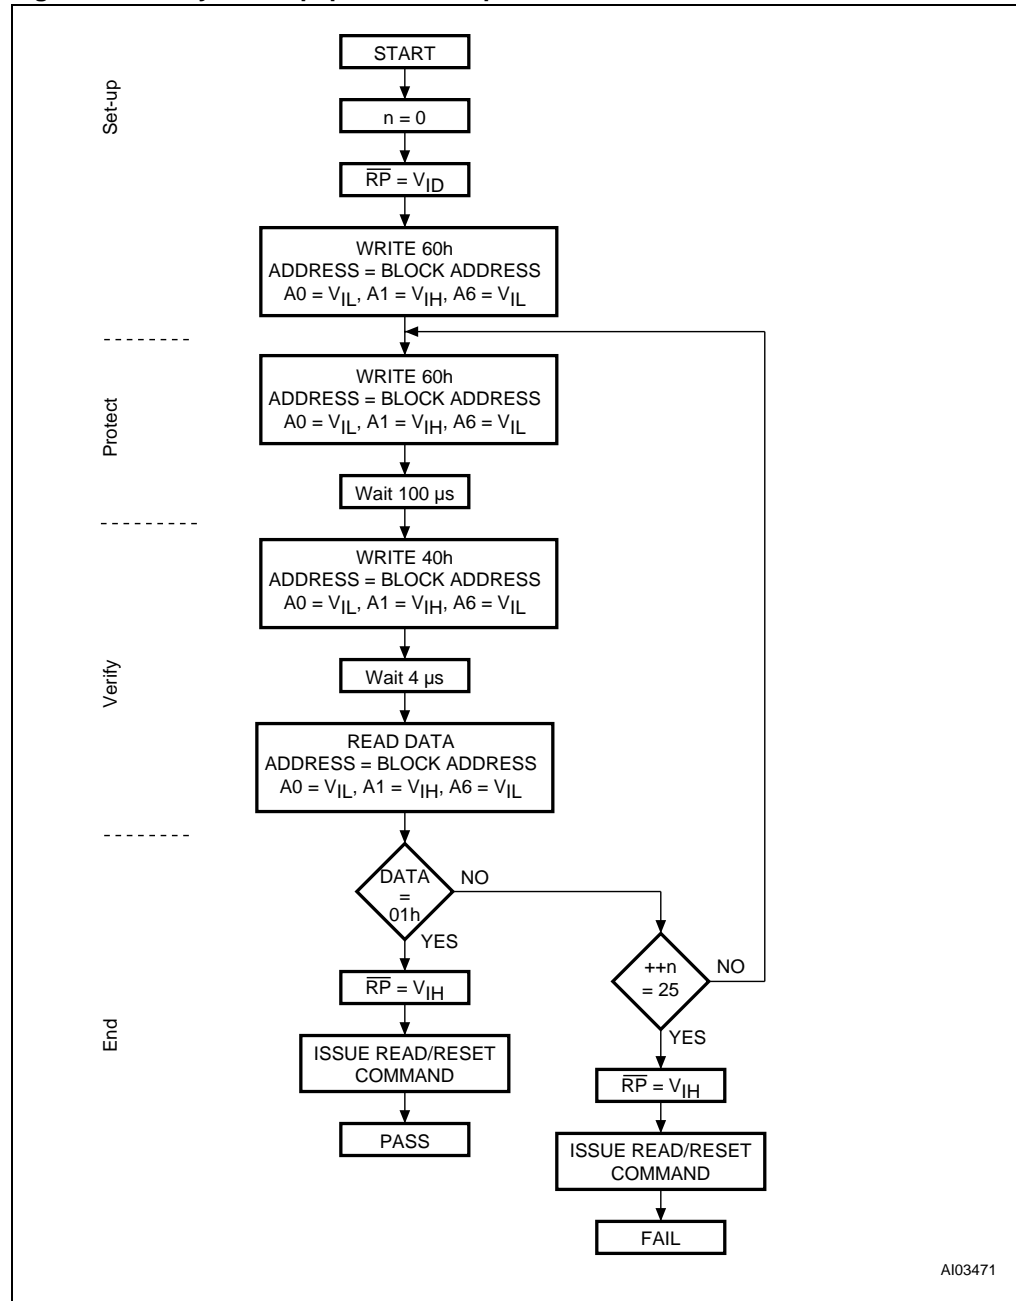 Set-up
START
n = 0
RP = VID
WRITE 60h
ADDRESS = BLOCK ADDRESS
A0 = VIL, A1 = VIH, A6 = VIL
Protect
WRITE 60h
ADDRESS = BLOCK ADDRESS
A0 = VIL, A1 = VIH, A6 = VIL
Wait 100 µs
Verify
WRITE 40h
ADDRESS = BLOCK ADDRESS
A0 = VIL, A1 = VIH, A6 = VIL
Wait 4 µs
READ DATA
ADDRESS = BLOCK ADDRESS
A0 = VIL, A1 = VIH, A6 = VIL
End
DATA
=
01h
NO
YES
++n
= 25
NO
YES
RP = VIH
ISSUE READ/RESET
COMMAND
PASS
RP = VIH
ISSUE READ/RESET
COMMAND
FAIL
AI03471